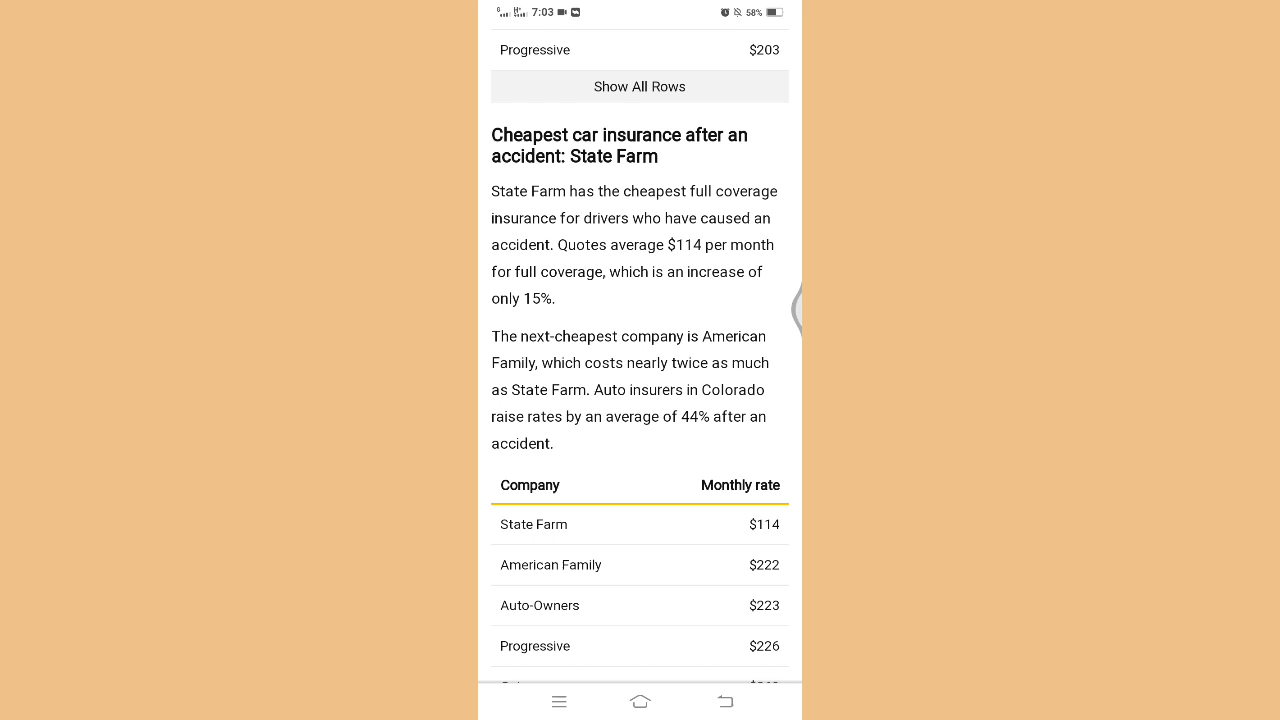 7:03 58%
Progressive $203
Show All Rows
Cheapest car insurance after an
accident: State Farm
State Farm has the cheapest full coverage
insurance for drivers who have caused an
accident. Quotes average $114 per month
for full coverage, which is an increase of
only 15%.
The next-cheapest company is American
Family, which costs nearly twice as much
as State Farm. Auto insurers in Colorado
raise rates by an average of 44% after an
accident.
Company Monthly rate
State Farm $114
American Family $222
Auto-Owners $223
Progressive $226